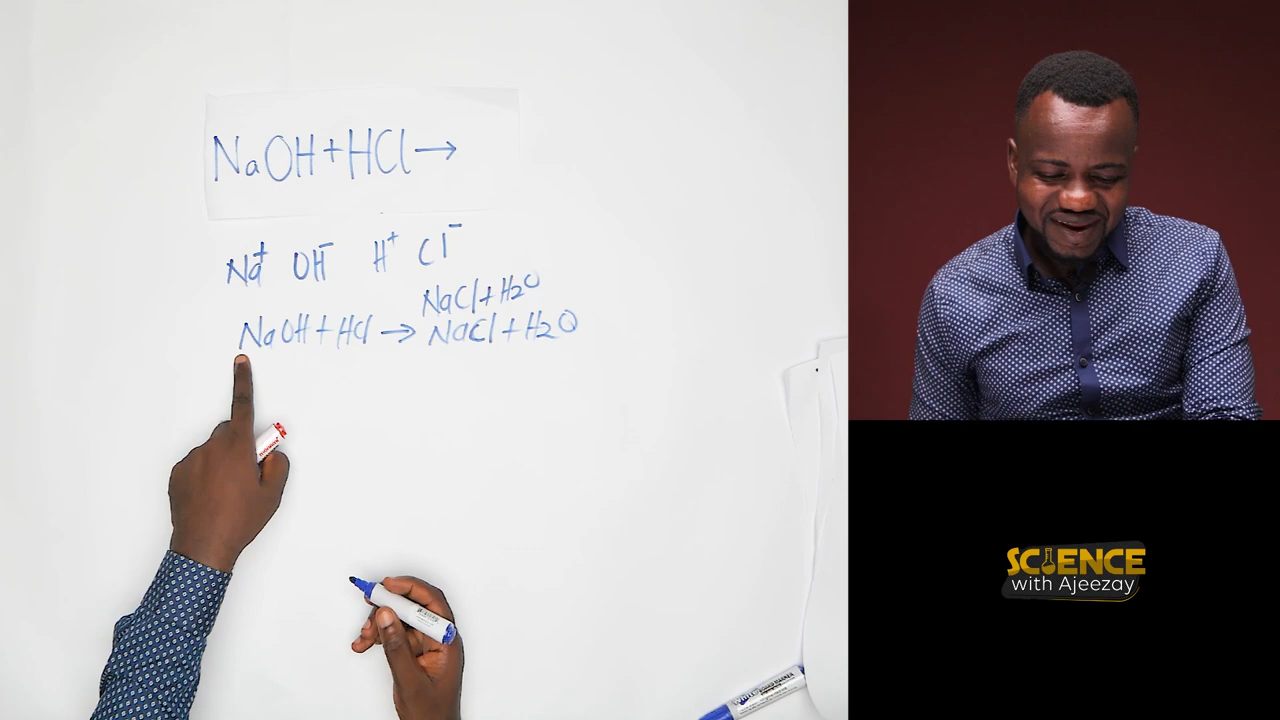 NaOH+HCl→
Na⁺ OH⁻ H⁺ Cl⁻
NaCl+H2O
NaOH+HCl→NaCl+H2O
SCIENCE
with Ajeezay